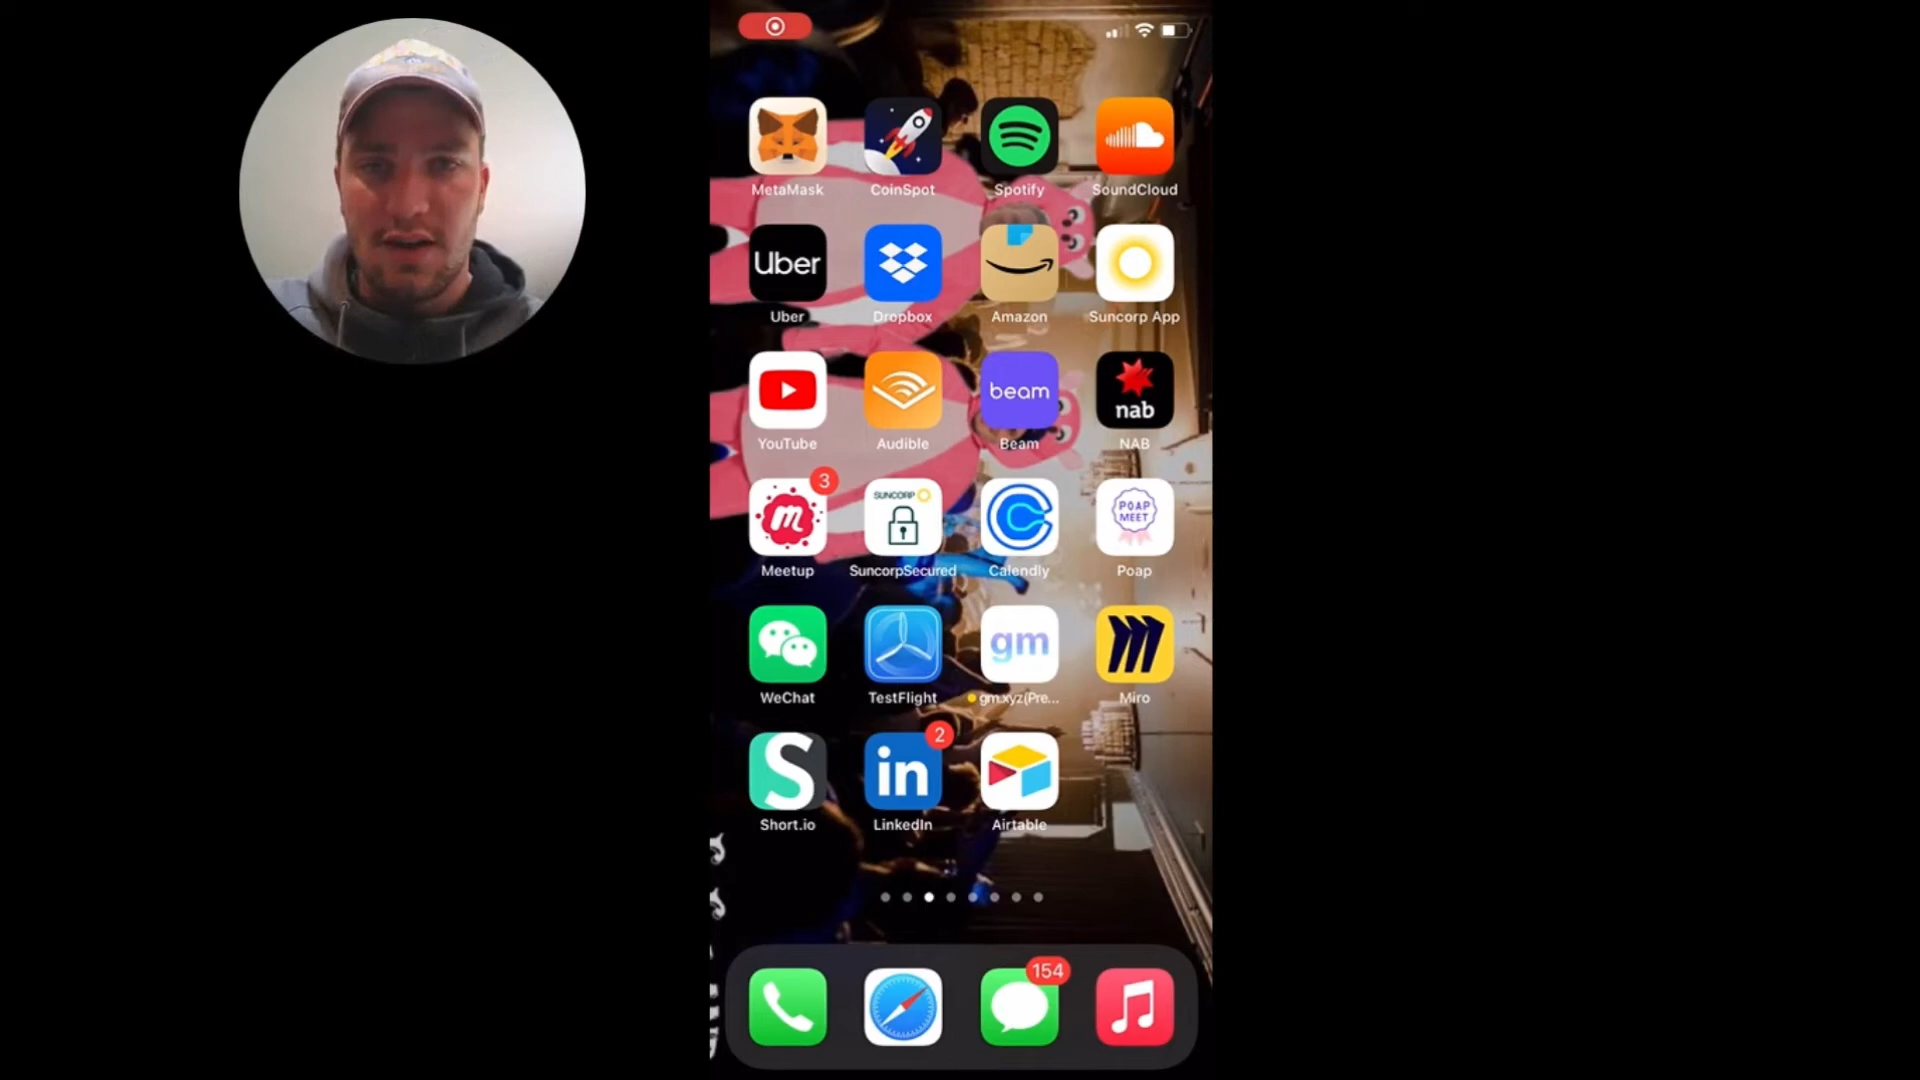 MetaMask CoinSpot Spotify SoundCloud
Uber
Uber Dropbox Amazon Suncorp App
beam
nab
YouTube Audible Beam NAB
3
m
SUNCORP
POAP
MEET
Meetup SuncorpSecured Calendly Poap
gm
WeChat TestFlight gm.xyz(Pre... Miro
2
S
in
Short.io LinkedIn Airtable
154